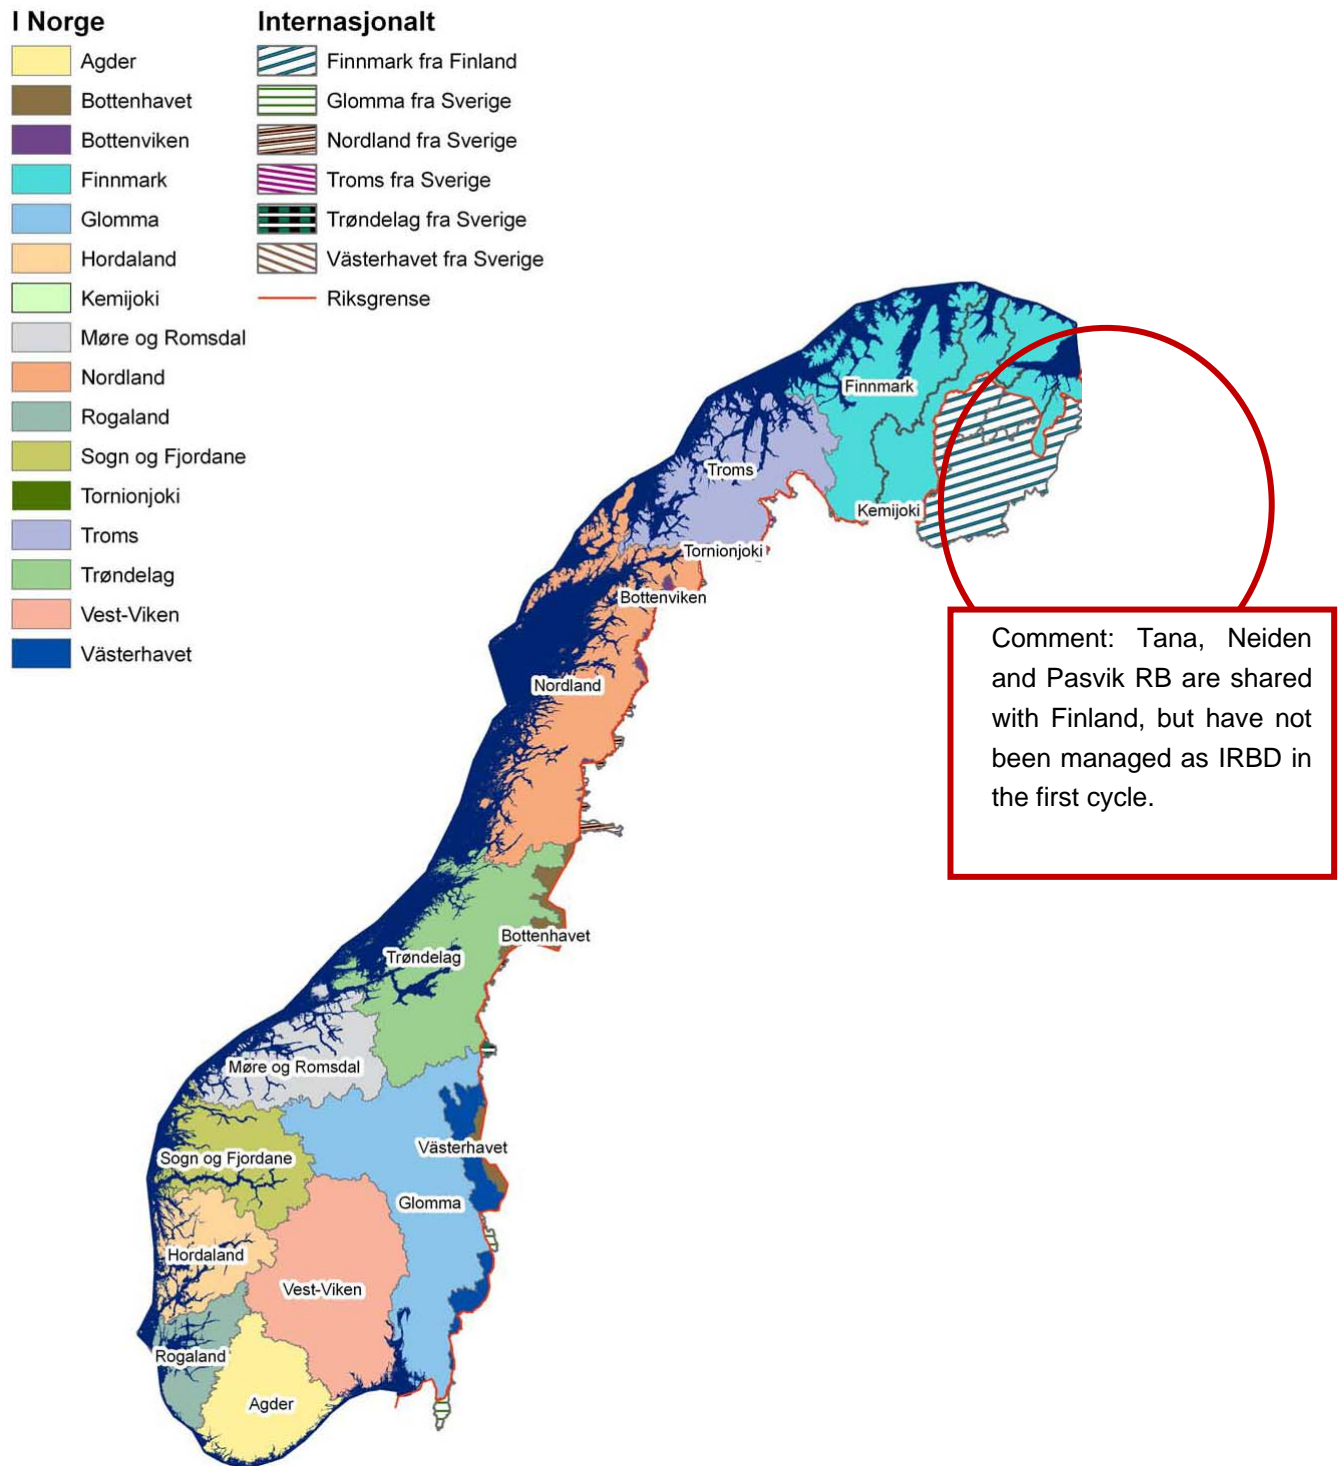 I Norge
Agder
Bottenhavet
Bottenviken
Finnmark
Glomma
Hordaland
Kemijoki
Møre og Romsdal
Nordland
Rogaland
Sogn og Fjordane
Tornionjoki
Troms
Trøndelag
Vest-Viken
Västerhavet
Internasjonalt
Finnmark fra Finland
Glomma fra Sverige
Nordland fra Sverige
Troms fra Sverige
Trøndelag fra Sverige
Västerhavet fra Sverige
Riksgrense
Finnmark
Troms
Kemijoki
Tornionjoki
Bottenviken
Nordland
Bottenhavet
Trøndelag
Møre og Romsdal
Västerhavet
Sogn og Fjordane
Glomma
Hordaland
Vest-Viken
Rogaland
Agder
Comment: Tana, Neiden
and Pasvik RB are shared
with Finland, but have not
been managed as IRBD in
the first cycle.